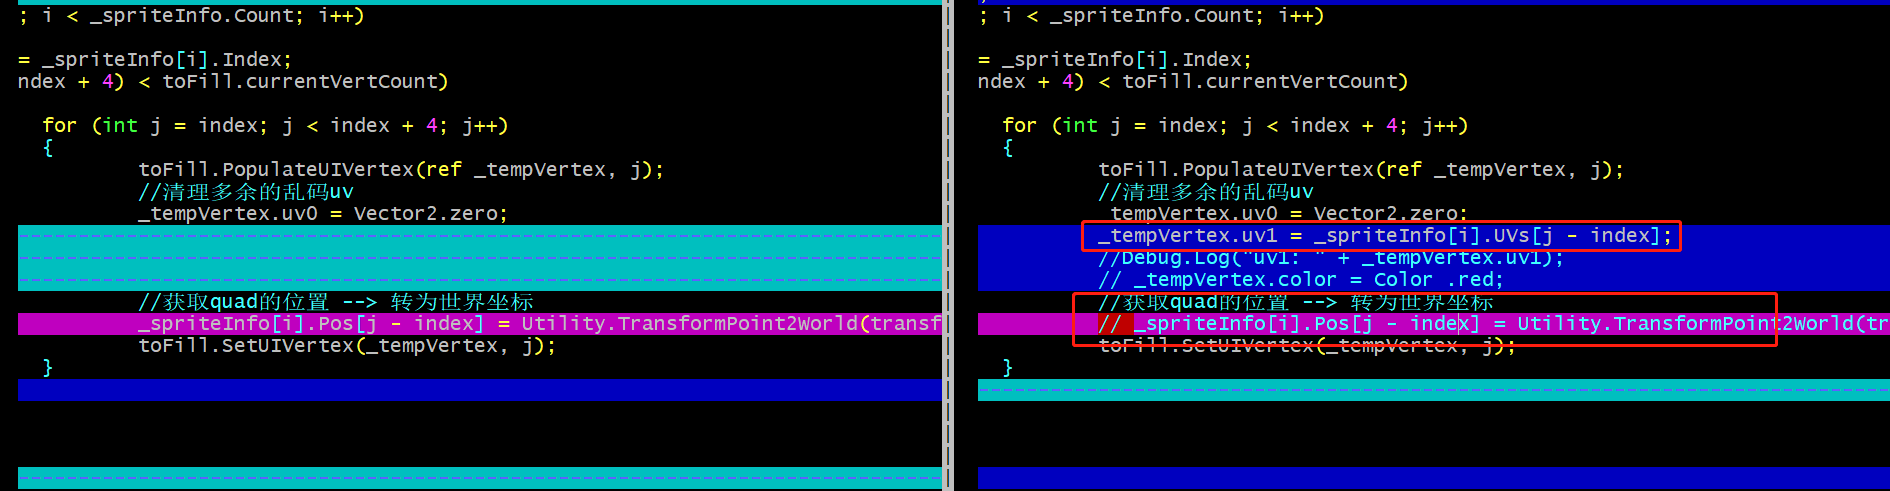 ; i < _spriteInfo.Count; i++)
= _spriteInfo[i].Index;
ndex + 4) < toFill.currentVertCount)
for (int j = index; j < index + 4; j++)
{
toFill.PopulateUIVertex(ref _tempVertex, j);
//清理多余的乱码uv
_tempVertex.uv0 = Vector2.zero;
//获取quad的位置 --> 转为世界坐标
_spriteInfo[i].Pos[j - index] = Utility.TransformPoint2World(transf
toFill.SetUIVertex(_tempVertex, j);
}
; i < _spriteInfo.Count; i++)
= _spriteInfo[i].Index;
ndex + 4) < toFill.currentVertCount)
for (int j = index; j < index + 4; j++)
{
toFill.PopulateUIVertex(ref _tempVertex, j);
//清理多余的乱码uv
_tempVertex.uv0 = Vector2.zero;
_tempVertex.uv1 = _spriteInfo[i].UVs[j - index];
//Debug.Log("uv1: " + _tempVertex.uv1);
// _tempVertex.color = Color .red;
//获取quad的位置 --> 转为世界坐标
// _spriteInfo[i].Pos[j - index] = Utility.TransformPoint2World(tr
toFill.SetUIVertex(_tempVertex, j);
}